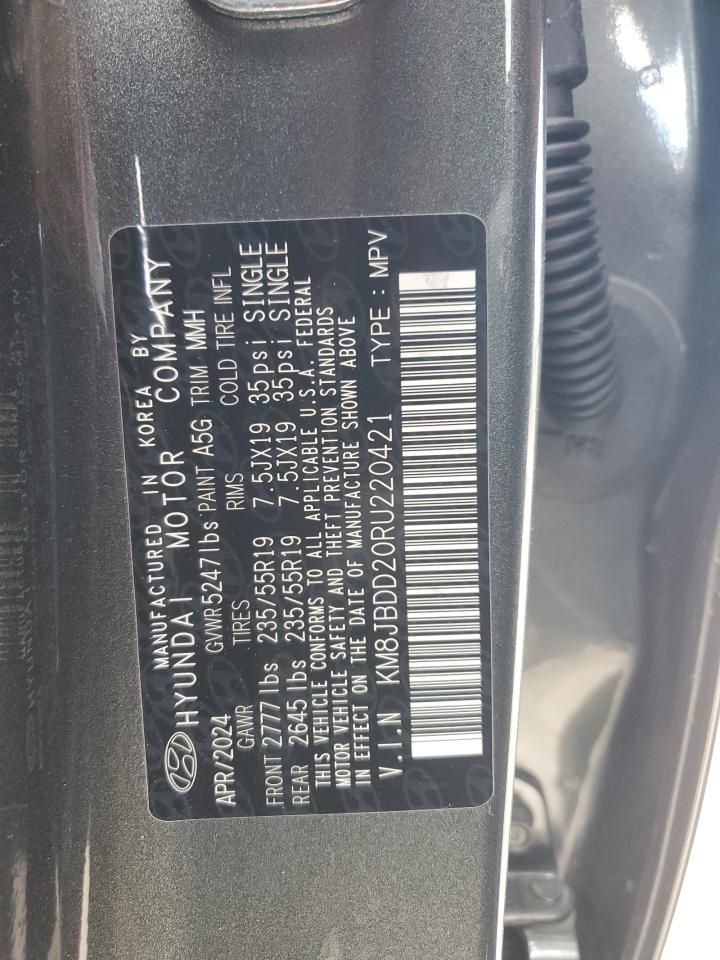 MANUFACTURED IN KOREA BY
HYUNDAI MOTOR COMPANY
APR/2024 GVWR 5247lbs PAINT A5G TRIM MMH
GAWR TIRES RIMS COLD TIRE INFL
FRONT 2777 lbs 235/55R19 7.5JX19 35psi SINGLE
REAR 2645 lbs 235/55R19 7.5JX19 35psi SINGLE
THIS VEHICLE CONFORMS TO ALL APPLICABLE U.S.A. FEDERAL
MOTOR VEHICLE SAFETY AND THEFT PREVENTION STANDARDS
IN EFFECT ON THE DATE OF MANUFACTURE SHOWN ABOVE
V.I.N KM8JBDD20RU220421 TYPE : MPV